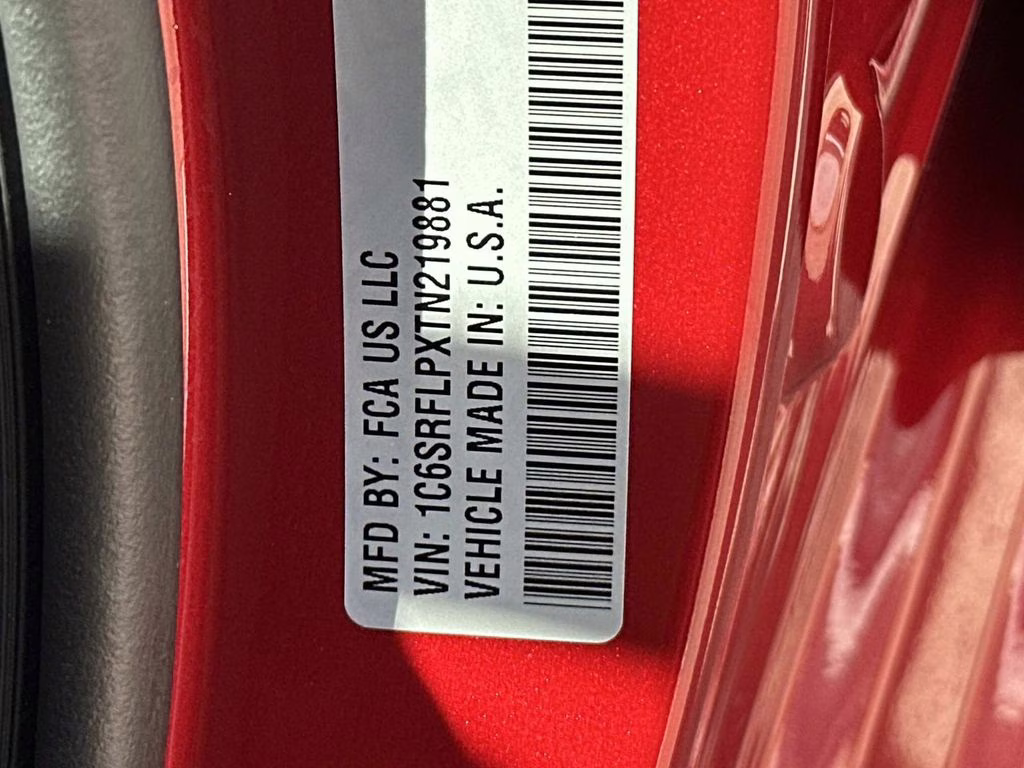 MFD BY: FCA US LLC
VIN: 1C6SRFLPXTN219881
VEHICLE MADE IN: U.S.A.